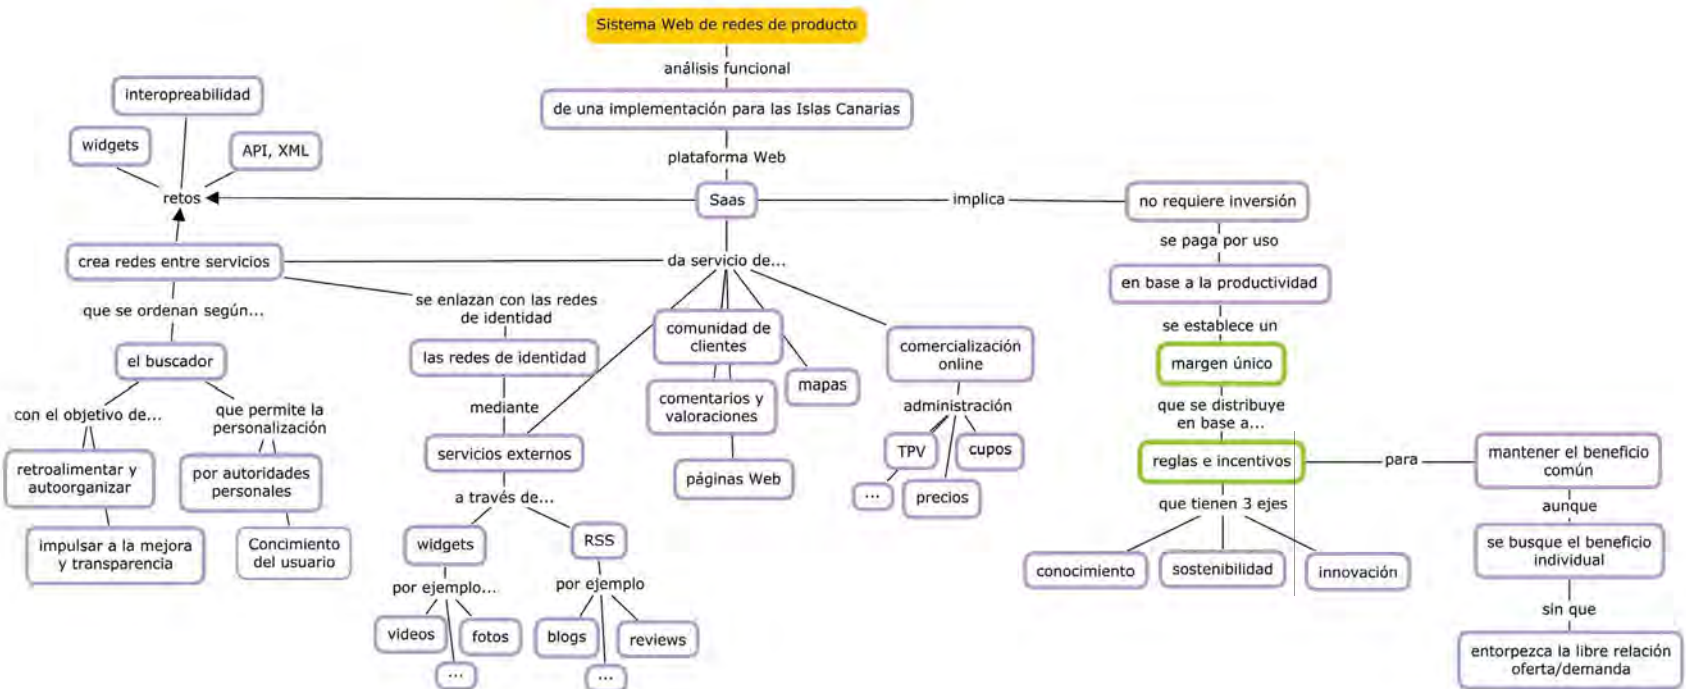 Sistema Web de redes de producto
análisis funcional
de una implementación para las Islas Canarias
plataforma Web
Saas
implica
no requiere inversión
interopreabilidad
widgets
API, XML
retos
crea redes entre servicios
da servicio de...
se paga por uso
en base a la productividad
se establece un
margen único
que se distribuye
en base a...
reglas e incentivos
para
mantener el beneficio
común
que tienen 3 ejes
conocimiento
sostenibilidad
innovación
aunque
se busque el beneficio
individual
sin que
entorpezca la libre relación
oferta/demanda
que se ordenan según...
el buscador
con el objetivo de...
retroalimentar y
autoorganizar
impulsar a la mejora
y transparencia
que permite la
personalización
por autoridades
personales
Concimiento
del usuario
se enlazan con las redes
de identidad
las redes de identidad
mediante
servicios externos
a través de...
widgets
por ejemplo...
videos
fotos
...
RSS
por ejemplo
blogs
reviews
...
comunidad de
clientes
comentarios y
valoraciones
páginas Web
mapas
comercialización
online
administración
TPV
cupos
...
precios